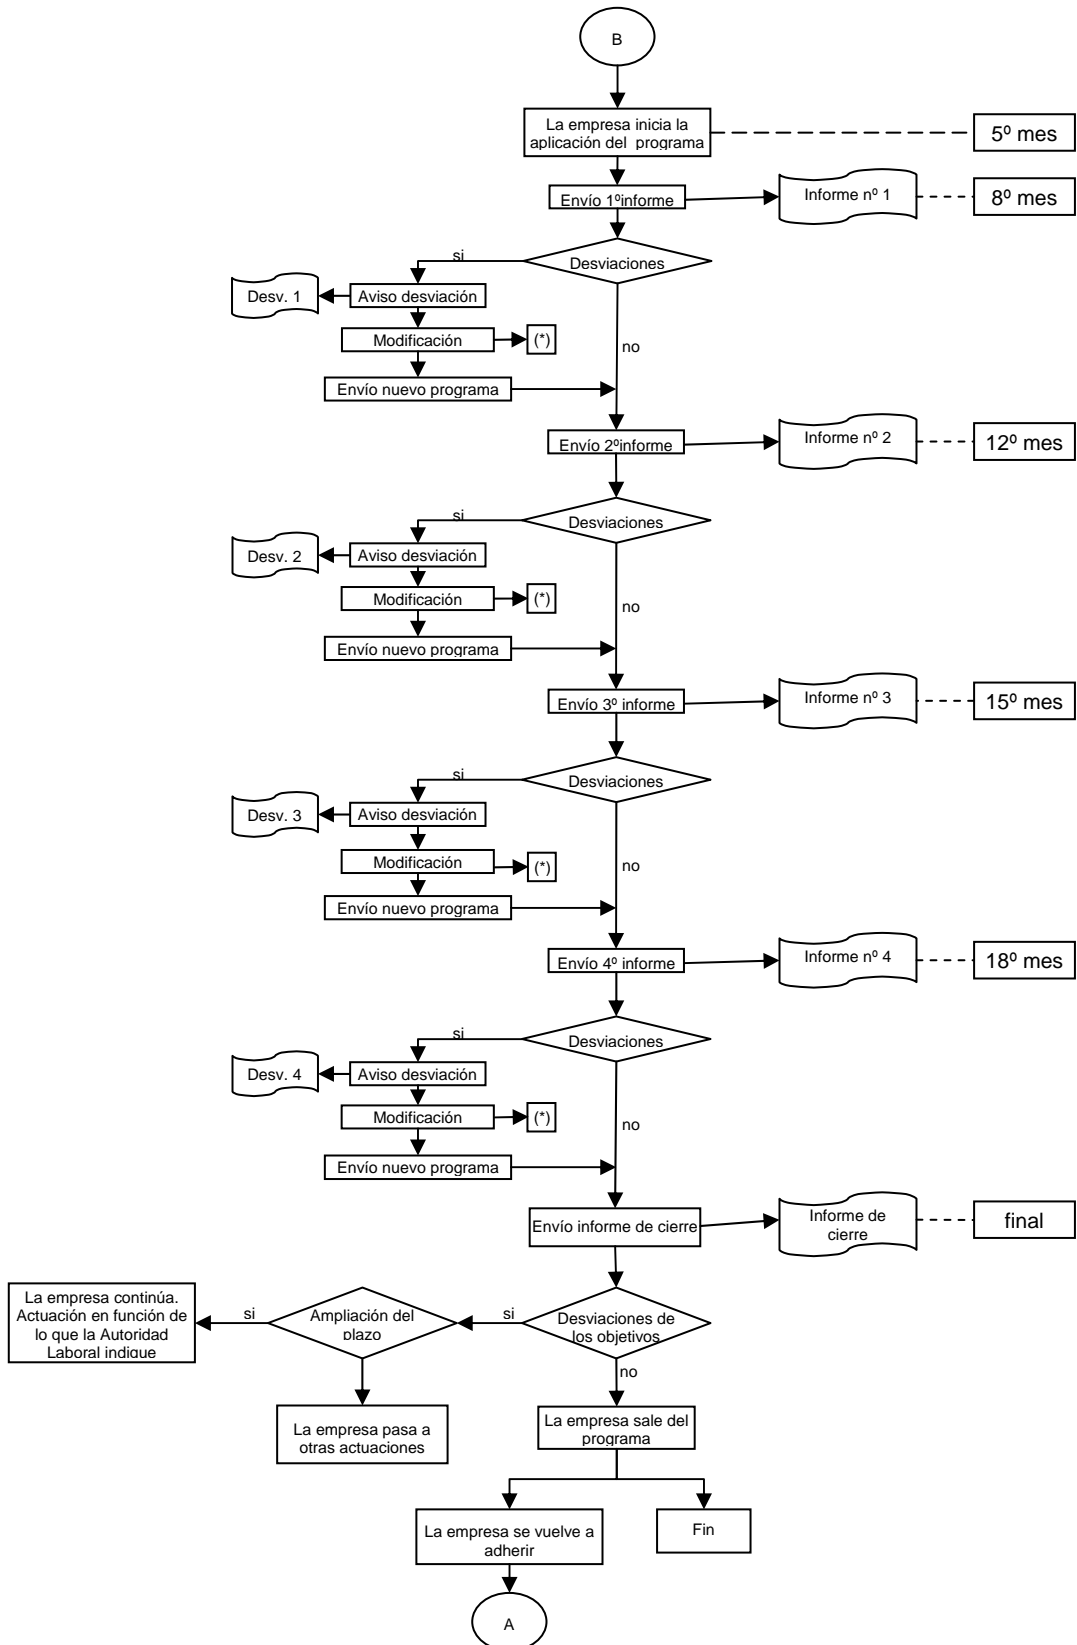 B
La empresa inicia la
aplicación del programa
5º mes
Envío 1ºinforme
Informe nº 1
8º mes
si
Desviaciones
Desv. 1
Aviso desviación
Modificación
(*)
no
Envío nuevo programa
Envío 2ºinforme
Informe nº 2
12º mes
si
Desviaciones
Desv. 2
Aviso desviación
Modificación
(*)
no
Envío nuevo programa
Envío 3º informe
Informe nº 3
15º mes
si
Desviaciones
Desv. 3
Aviso desviación
Modificación
(*)
no
Envío nuevo programa
Envío 4º informe
Informe nº 4
18º mes
si
Desviaciones
Desv. 4
Aviso desviación
Modificación
(*)
no
Envío nuevo programa
Envío informe de cierre
Informe de
cierre
final
La empresa continúa.
Actuación en función de
lo que la Autoridad
Laboral indique
si
Ampliación del
plazo
si
Desviaciones de
los objetivos
no
La empresa pasa a
otras actuaciones
La empresa sale del
programa
La empresa se vuelve a
adherir
Fin
A